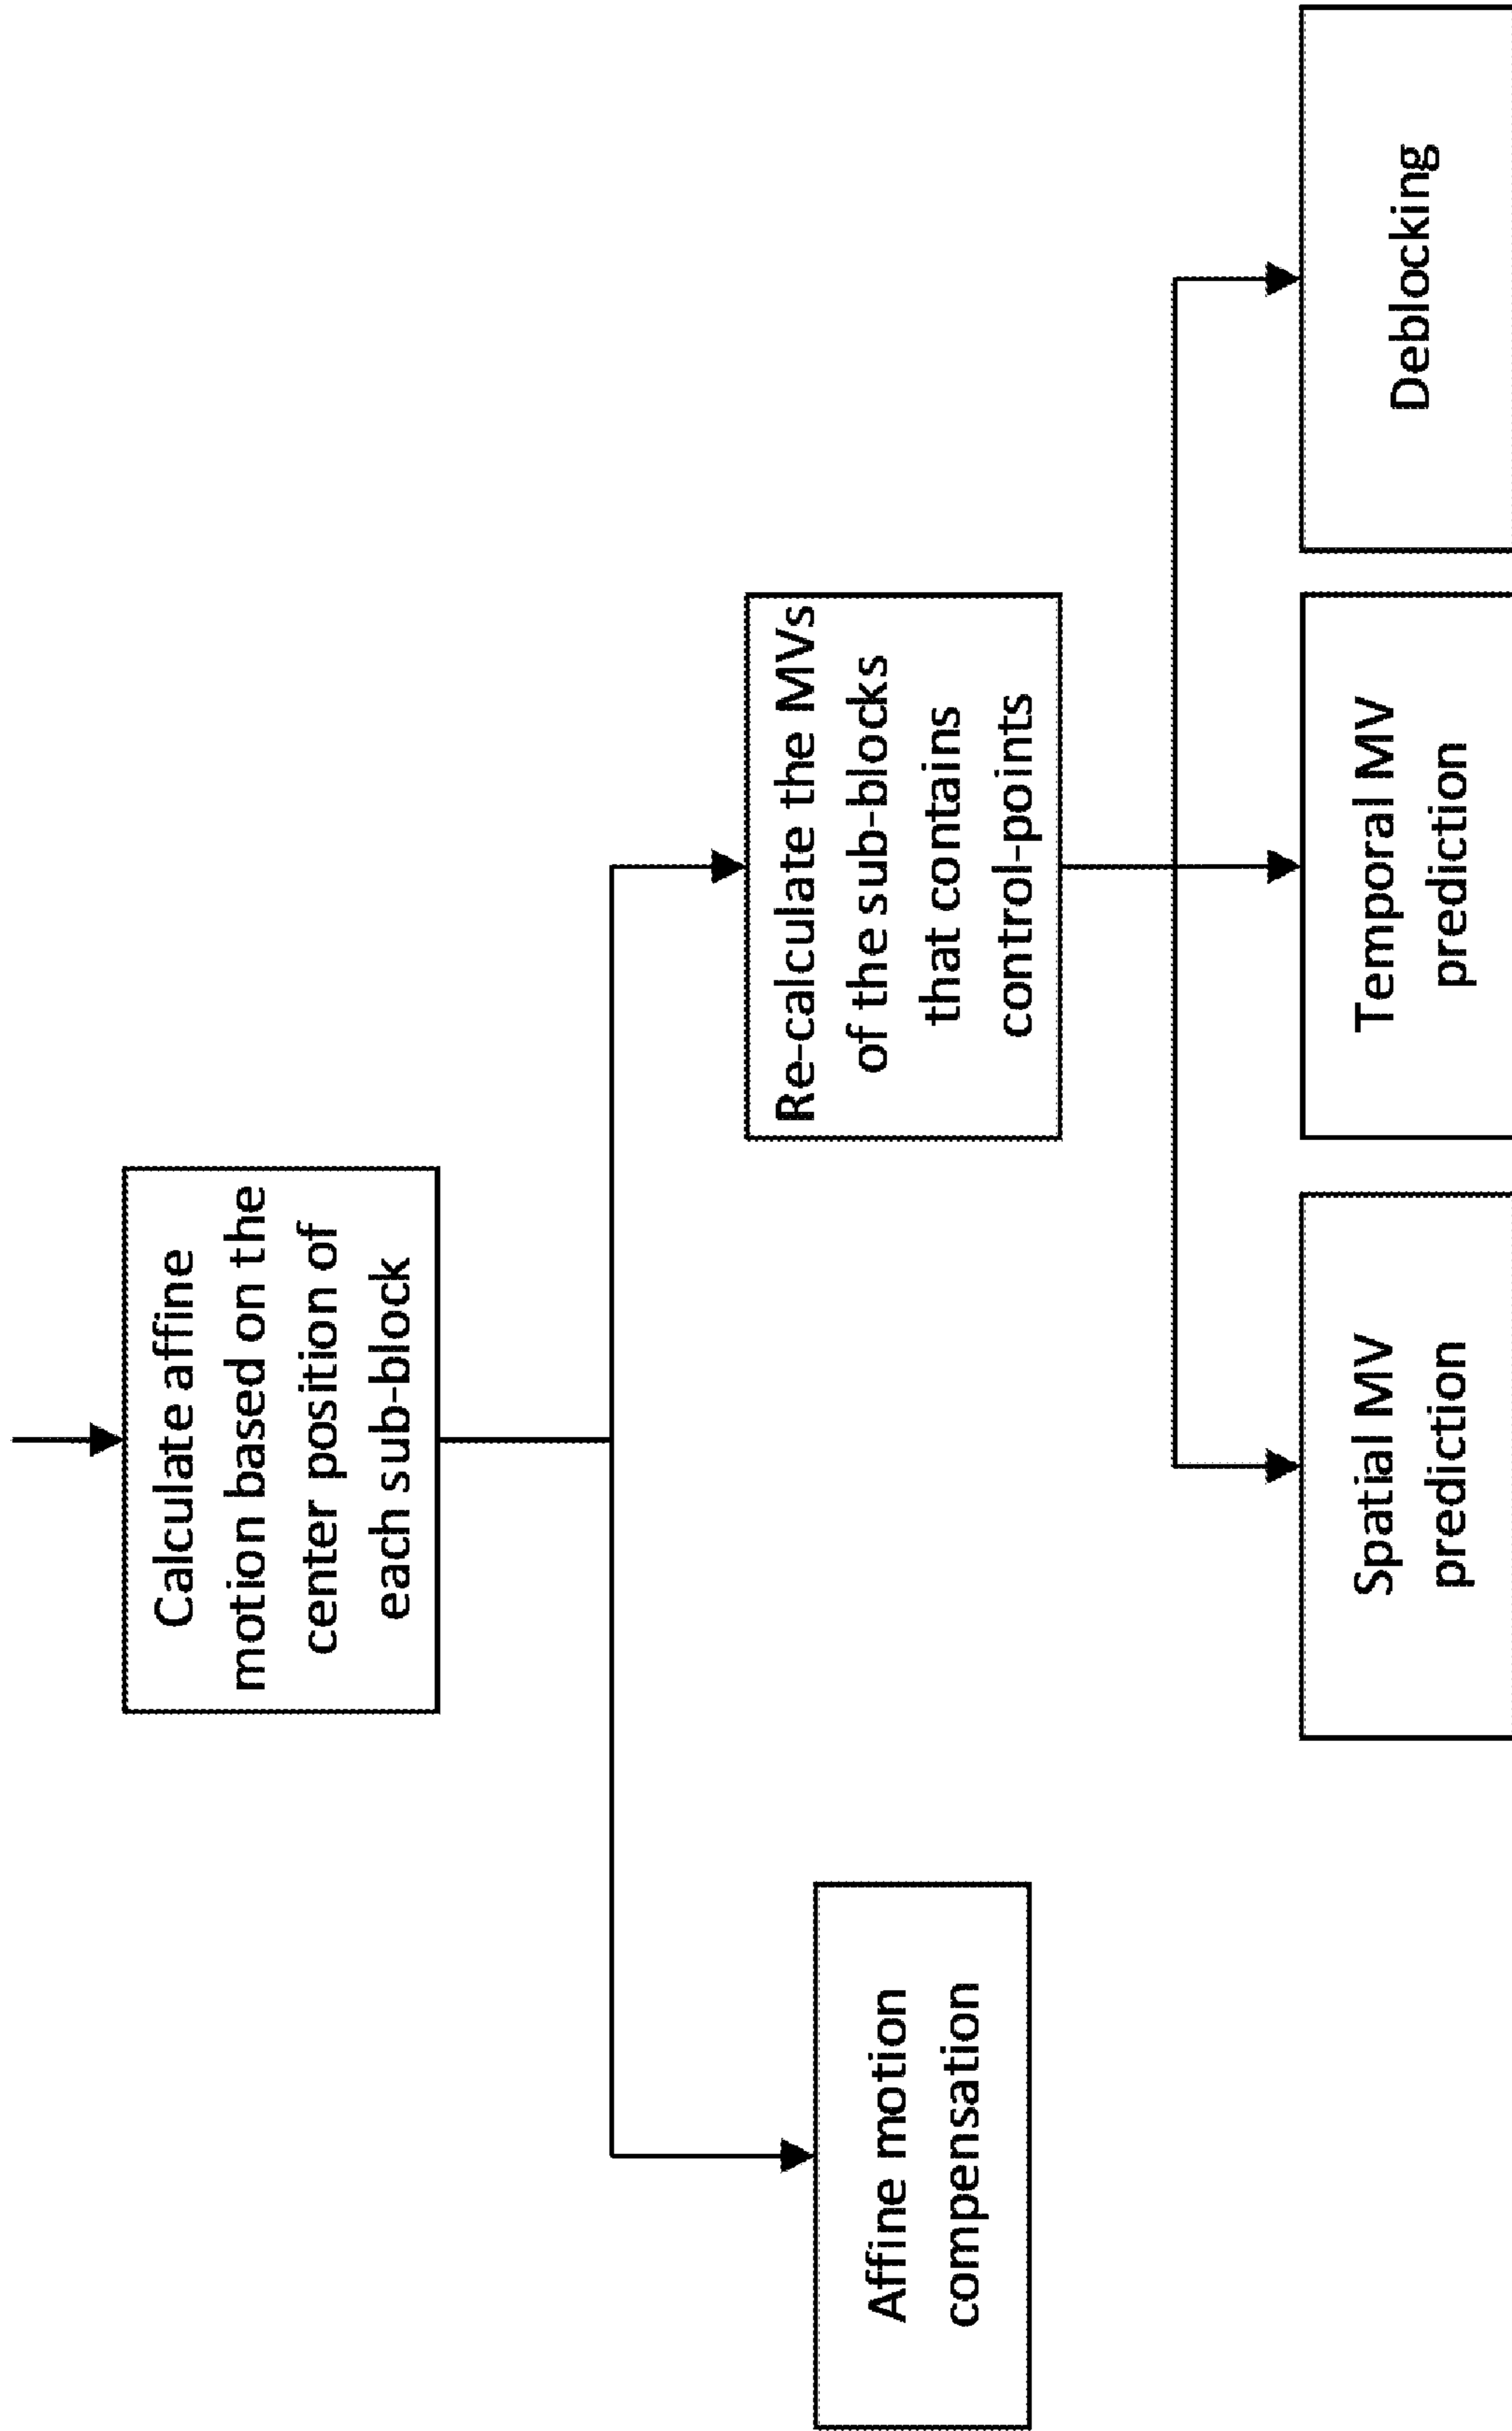 Calculate affine
motion based on the
center position of
each sub-block
Affine motion
compensation
Re-calculate the MVs
of the sub-blocks
that contains
control-points
Spatial MV
prediction
Temporal MV
prediction
Deblocking